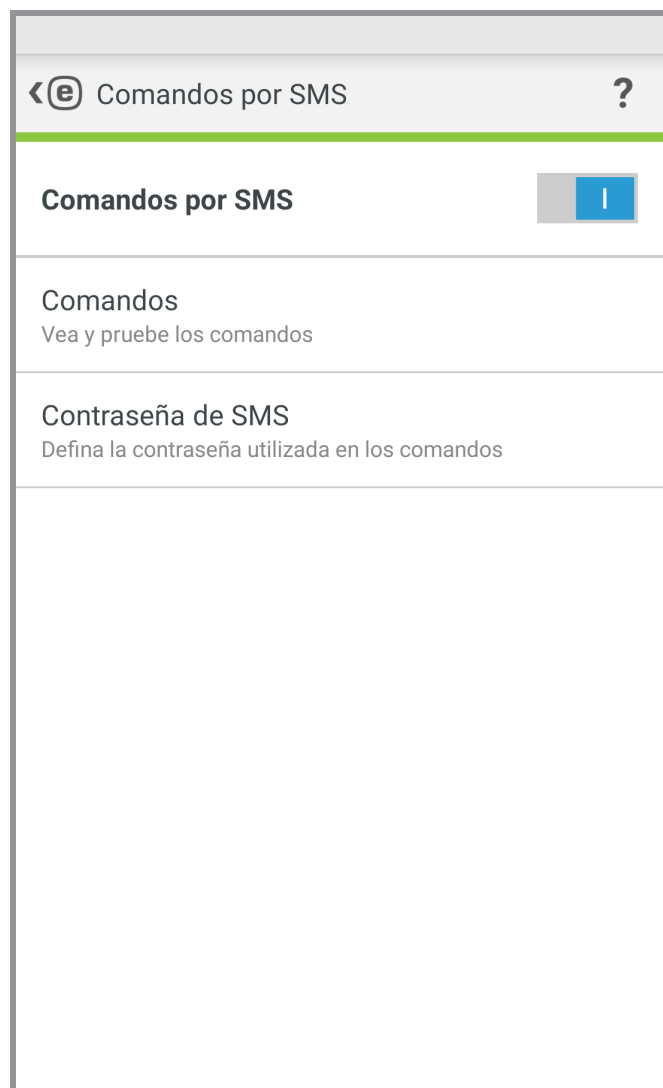 e Comandos por SMS ?
Comandos por SMS
Comandos
Vea y pruebe los comandos
Contraseña de SMS
Defina la contraseña utilizada en los comandos